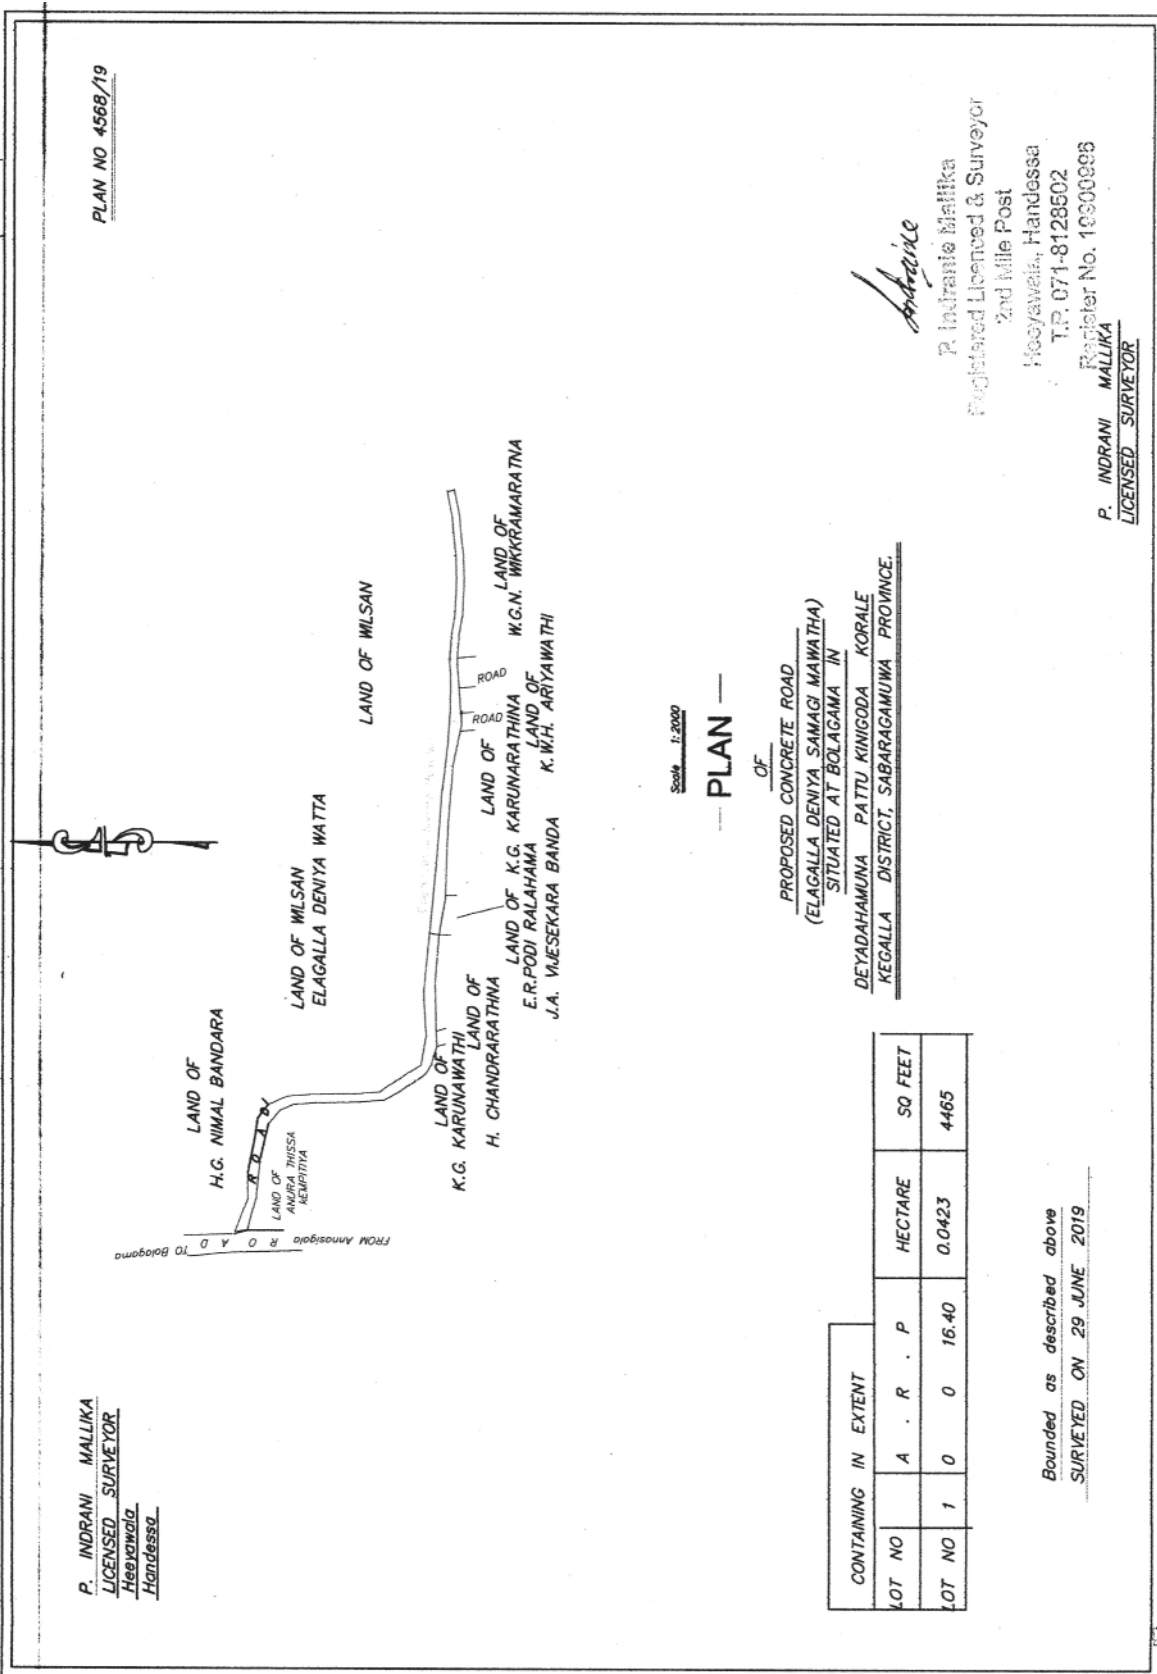 P. INDRANI MALLIKA
LICENSED SURVEYOR
Heeyawala
Handessa
PLAN NO 4568/19
LAND OF
H.G. NIMAL BANDARA
LAND OF WILSAN
ELAGALLA DENIYA WATTA
LAND OF WILSAN
TO Bolagama
R O A D
FROM Annasigala
R O A D
LAND OF
ANURA THISSA
KEMPITIYA
LAND OF
K.G. KARUNAWATHI
LAND OF
H. CHANDRARATHNA
LAND OF
E.R.PODI RALAHAMA
J.A. VIJESEKARA BANDA
LAND OF
K.G. KARUNARATHINA
ROAD
ROAD
LAND OF
K.W.H. ARIYAWATHI
LAND OF
W.G.N. WIKKRAMARATNA
Scale 1:2000
PLAN
OF
PROPOSED CONCRETE ROAD
(ELAGALLA DENIYA SAMAGI MAWATHA)
SITUATED AT BOLAGAMA IN
DEYADAHAMUNA PATTU KINIGODA KORALE
KEGALLA DISTRICT, SABARAGAMUWA PROVINCE.
CONTAINING IN EXTENT
LOT NO A . R . P HECTARE SQ FEET
LOT NO 1 0 0 16.40 0.0423 4465
Bounded as described above
SURVEYED ON 29 JUNE 2019
P. Indranie Mallika
Registered Licenced & Surveyor
2nd Mile Post
Heeyawala, Handessa
T.P. 071-8128502
Register No.
P. INDRANI MALLIKA
LICENSED SURVEYOR